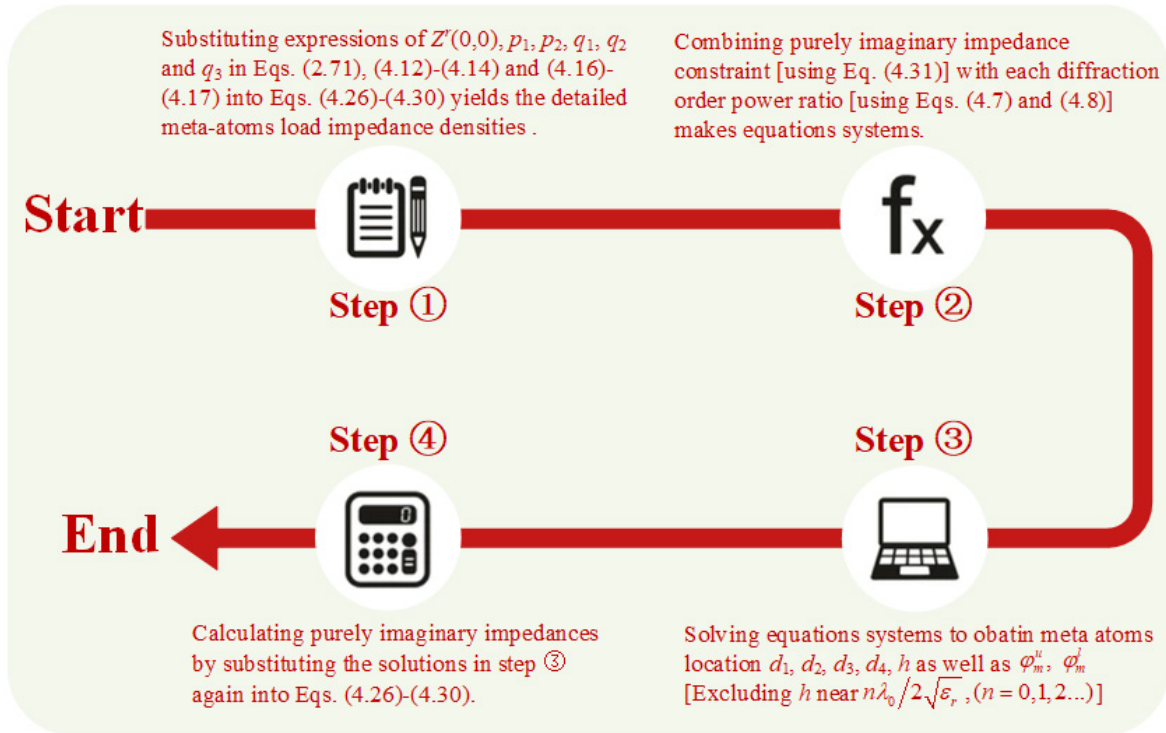 Substituting expressions of Zʳ(0,0), p₁, p₂, q₁, q₂
and q₃ in Eqs. (2.71), (4.12)-(4.14) and (4.16)-
(4.17) into Eqs. (4.26)-(4.30) yields the detailed
meta-atoms load impedance densities .
Combining purely imaginary impedance
constraint [using Eq. (4.31)] with each diffraction
order power ratio [using Eqs. (4.7) and (4.8)]
makes equations systems.
Start
fx
Step ①
Step ②
Step ④
Step ③
End
0
Calculating purely imaginary impedances
by substituting the solutions in step ③
again into Eqs. (4.26)-(4.30).
Solving equations systems to obatin meta atoms
location d₁, d₂, d₃, d₄, h as well as φₘᵘ, φₘˡ
[Excluding h near nλ₀/2√εᵣ,(n = 0,1,2...)]